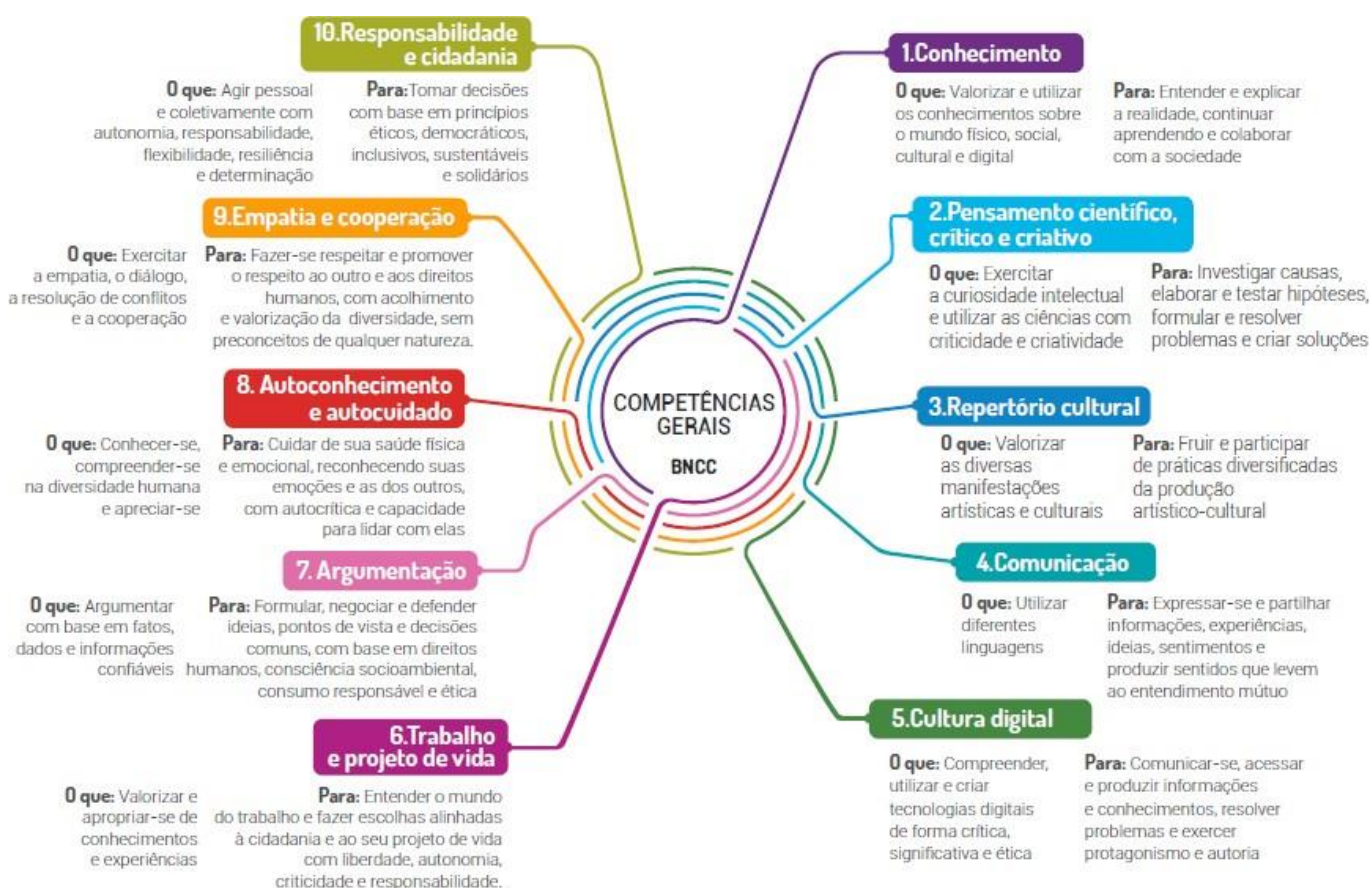 10.Responsabilidade
e cidadania
O que: Agir pessoal
e coletivamente com
autonomia, responsabilidade,
flexibilidade, resiliência
e determinação
Para:Tomar decisões
com base em princípios
éticos, democráticos,
inclusivos, sustentáveis
e solidários
1.Conhecimento
O que: Valorizar e utilizar
os conhecimentos sobre
o mundo físico, social,
cultural e digital
Para: Entender e explicar
a realidade, continuar
aprendendo e colaborar
com a sociedade
9.Empatia e cooperação
O que: Exercitar
a empatia, o diálogo,
a resolução de conflitos
e a cooperação
Para: Fazer-se respeitar e promover
o respeito ao outro e aos direitos
humanos, com acolhimento
e valorização da diversidade, sem
preconceitos de qualquer natureza.
2.Pensamento científico,
crítico e criativo
O que: Exercitar
a curiosidade intelectual
e utilizar as ciências com
criticidade e criatividade
Para: Investigar causas,
elaborar e testar hipóteses,
formular e resolver
problemas e criar soluções
8. Autoconhecimento
e autocuidado
O que: Conhecer-se,
compreender-se
na diversidade humana
e apreciar-se
Para: Cuidar de sua saúde física
e emocional, reconhecendo suas
emoções e as dos outros,
com autocrítica e capacidade
para lidar com elas
COMPETÊNCIAS
GERAIS
BNCC
3.Repertório cultural
O que: Valorizar
as diversas
manifestações
artísticas e culturais
Para: Fruir e participar
de práticas diversificadas
da produção
artístico-cultural
7. Argumentação
O que: Argumentar
com base em fatos,
dados e informações
confiáveis
Para: Formular, negociar e defender
ideias, pontos de vista e decisões
comuns, com base em direitos
humanos, consciência socioambiental,
consumo responsável e ética
4.Comunicação
O que: Utilizar
diferentes
linguagens
Para: Expressar-se e partilhar
informações, experiências,
ideias, sentimentos e
produzir sentidos que levem
ao entendimento mútuo
6.Trabalho
e projeto de vida
O que: Valorizar e
apropriar-se de
conhecimentos
e experiências
Para: Entender o mundo
do trabalho e fazer escolhas alinhadas
à cidadania e ao seu projeto de vida
com liberdade, autonomia,
criticidade e responsabilidade.
5.Cultura digital
O que: Compreender,
utilizar e criar
tecnologias digitais
de forma crítica,
significativa e ética
Para: Comunicar-se, acessar
e produzir informações
e conhecimentos, resolver
problemas e exercer
protagonismo e autoria